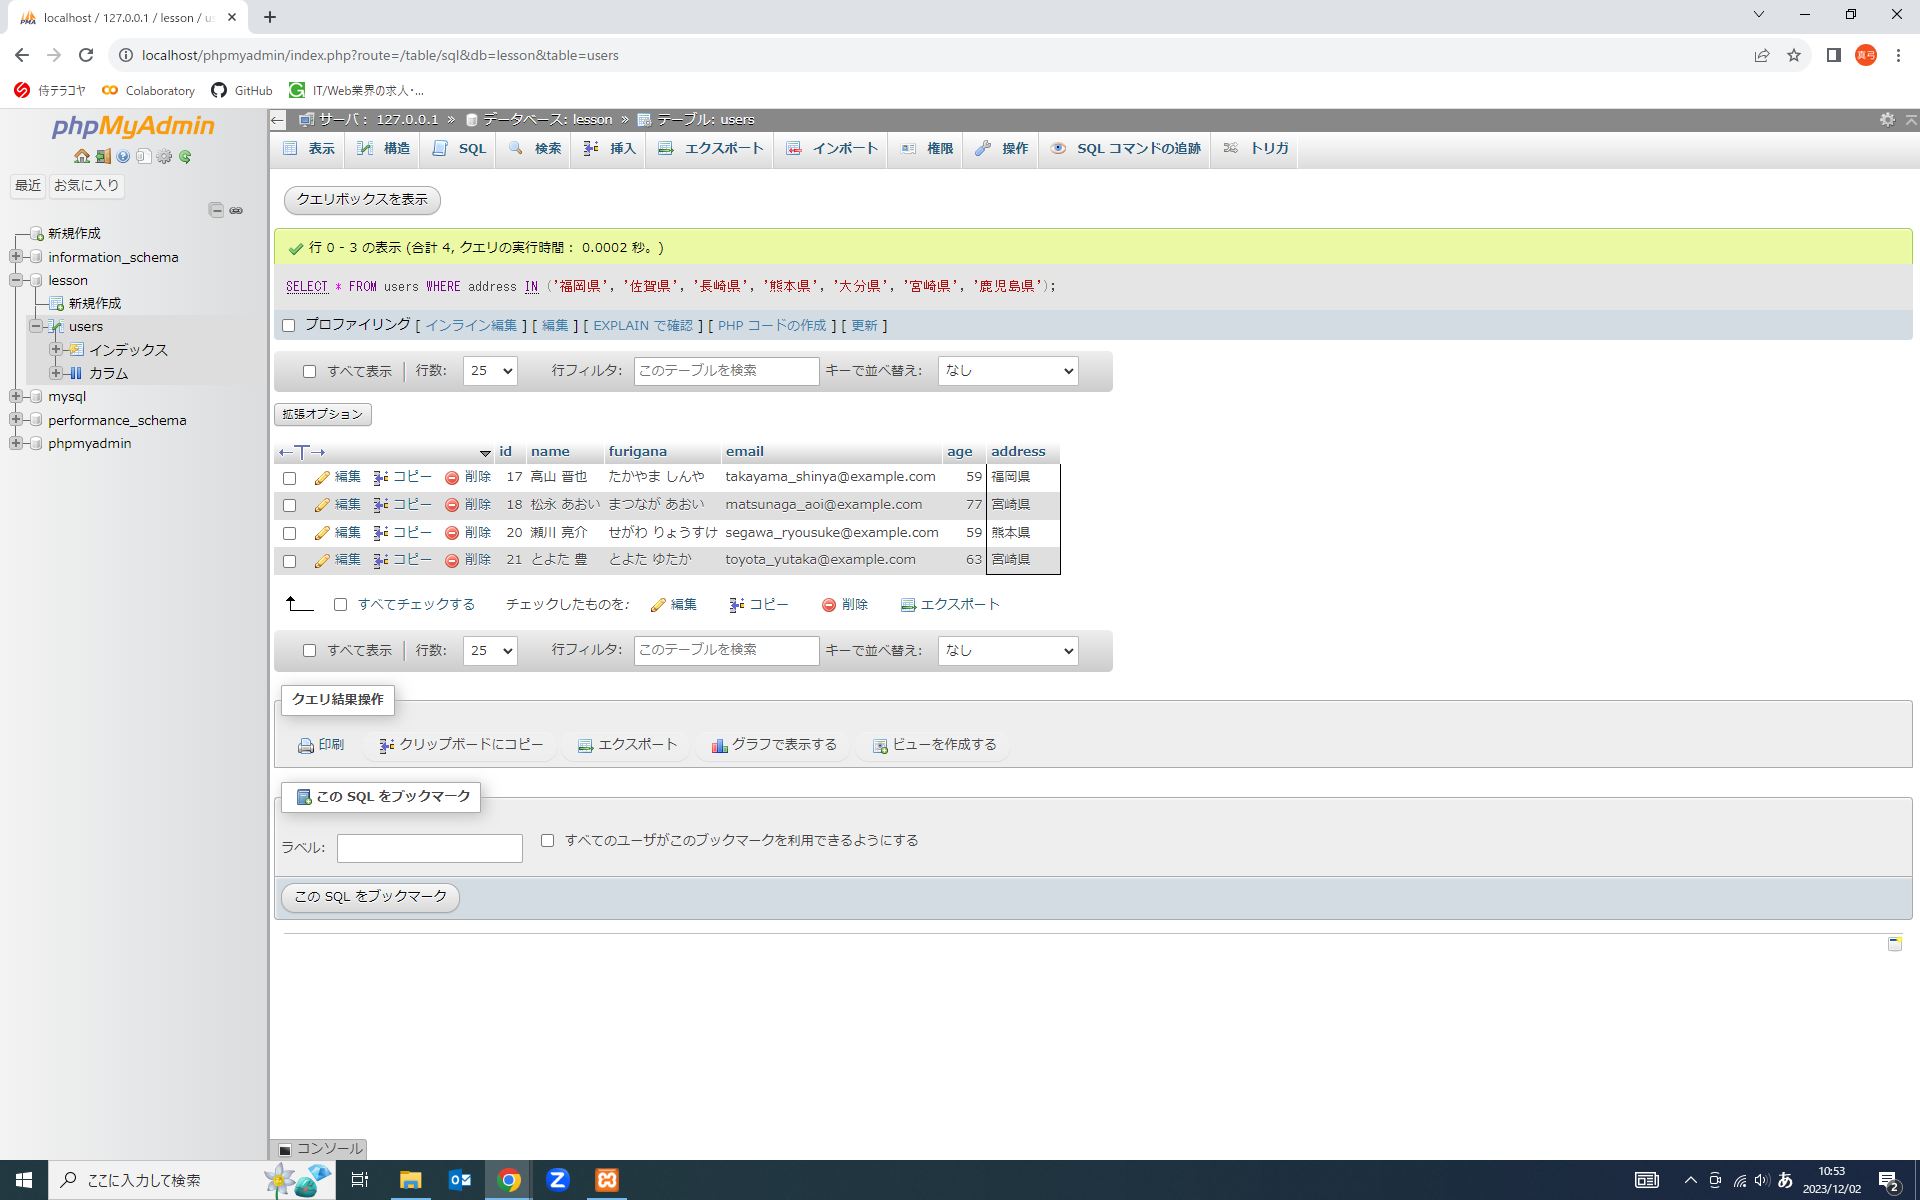 localhost / 127.0.0.1 / lesson / us
localhost/phpmyadmin/index.php?route=/table/sql&db=lesson&table=users
真弓
侍テラコヤ Colaboratory GitHub IT/Web業界の求人・...
phpMyAdmin
最近 お気に入り
新規作成
information_schema
lesson
新規作成
users
インデックス
カラム
mysql
performance_schema
phpmyadmin
サーバ: 127.0.0.1 » データベース: lesson » テーブル: users
表示 構造 SQL 検索 挿入 エクスポート インポート 権限 操作 SQL コマンドの追跡 トリガ
クエリボックスを表示
行 0 - 3 の表示 (合計 4, クエリの実行時間: 0.0002 秒。)
SELECT * FROM users WHERE address IN ('福岡県', '佐賀県', '長崎県', '熊本県', '大分県', '宮崎県', '鹿児島県');
プロファイリング [ インライン編集 ] [ 編集 ] [ EXPLAIN で確認 ] [ PHP コードの作成 ] [ 更新 ]
すべて表示 行数: 25 行フィルタ: このテーブルを検索 キーで並べ替え: なし
拡張オプション
←T→ id name furigana email age address
編集 コピー 削除 17 高山 晋也 たかやま しんや takayama_shinya@example.com 59 福岡県
編集 コピー 削除 18 松永 あおい まつなが あおい matsunaga_aoi@example.com 77 宮崎県
編集 コピー 削除 20 瀬川 亮介 せがわ りょうすけ segawa_ryousuke@example.com 59 熊本県
編集 コピー 削除 21 とよた 豊 とよた ゆたか toyota_yutaka@example.com 63 宮崎県
すべてチェックする チェックしたものを: 編集 コピー 削除 エクスポート
すべて表示 行数: 25 行フィルタ: このテーブルを検索 キーで並べ替え: なし
クエリ結果操作
印刷 クリップボードにコピー エクスポート グラフで表示する ビューを作成する
この SQL をブックマーク
ラベル: すべてのユーザがこのブックマークを利用できるようにする
この SQL をブックマーク
コンソール
ここに入力して検索
あ
10:53
2023/12/02
2